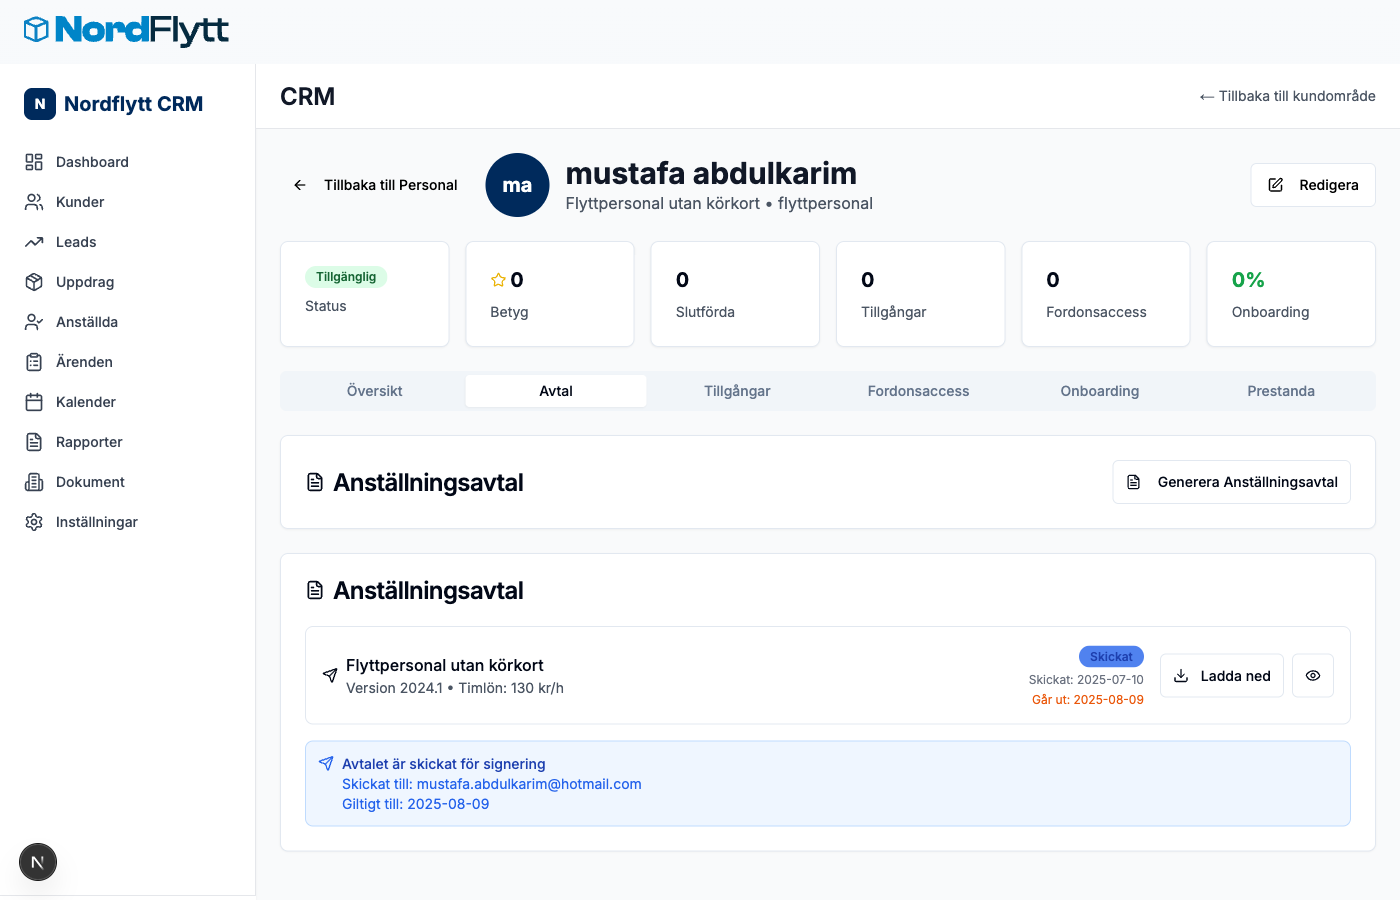 NordFlytt
N
Nordflytt CRM
Dashboard
Kunder
Leads
Uppdrag
Anställda
Ärenden
Kalender
Rapporter
Dokument
Inställningar
N
CRM
← Tillbaka till kundområde
← Tillbaka till Personal
ma
mustafa abdulkarim
Flyttpersonal utan körkort • flyttpersonal
Redigera
Tillgänglig
Status
0
Betyg
0
Slutförda
0
Tillgångar
0
Fordonsaccess
0%
Onboarding
Översikt
Avtal
Tillgångar
Fordonsaccess
Onboarding
Prestanda
Anställningsavtal
Generera Anställningsavtal
Anställningsavtal
Flyttpersonal utan körkort
Version 2024.1 • Timlön: 130 kr/h
Skickat
Skickat: 2025-07-10
Går ut: 2025-08-09
Ladda ned
Avtalet är skickat för signering
Skickat till: mustafa.abdulkarim@hotmail.com
Giltigt till: 2025-08-09